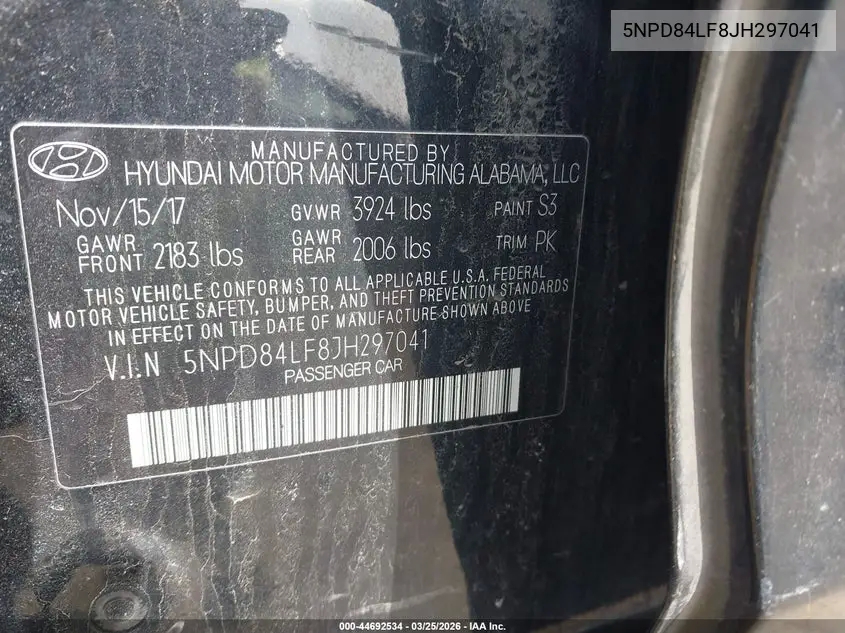 5NPD84LF8JH297041
MANUFACTURED BY
HYUNDAI MOTOR MANUFACTURING ALABAMA, LLC
Nov/15/17 GVWR 3924 lbs PAINT S3
GAWR FRONT 2183 lbs GAWR REAR 2006 lbs TRIM PK
THIS VEHICLE CONFORMS TO ALL APPLICABLE U.S.A. FEDERAL
MOTOR VEHICLE SAFETY, BUMPER, AND THEFT PREVENTION STANDARDS
IN EFFECT ON THE DATE OF MANUFACTURE SHOWN ABOVE
V.I.N 5NPD84LF8JH297041
PASSENGER CAR
000-44692534 - 03/25/2026 - IAA Inc.